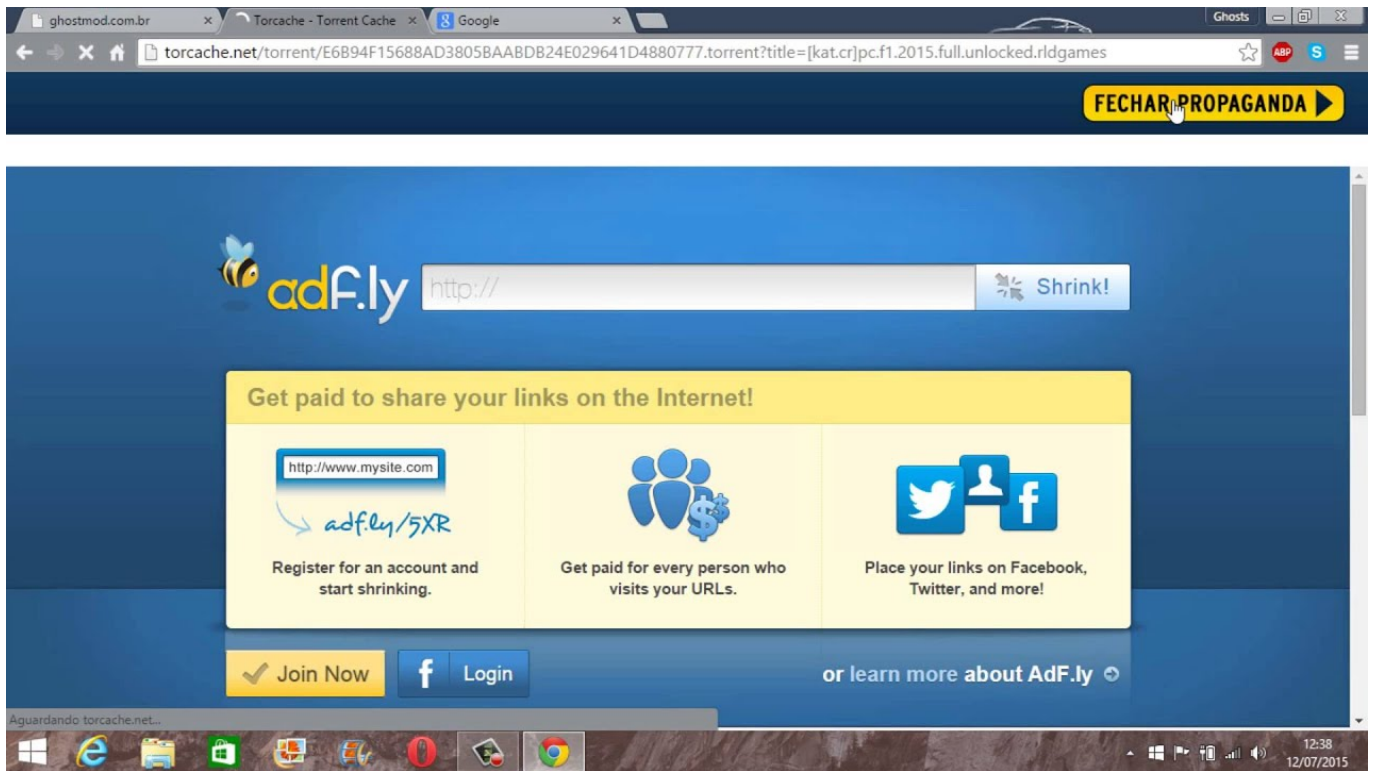 ghostmod.com.br
Torcache - Torrent Cache
Google
Ghosts
torcache.net/torrent/E6B94F15688AD3805BAABDB24E029641D4880777.torrent?title=[kat.cr]pc.f1.2015.full.unlocked.rldgames
ABP
S
FECHAR PROPAGANDA
adf.ly
http://
Shrink!
Get paid to share your links on the Internet!
http://www.mysite.com
adf.ly/5XR
Register for an account and
start shrinking.
Get paid for every person who
visits your URLs.
Place your links on Facebook,
Twitter, and more!
Join Now
f Login
or learn more about AdF.ly
Aguardando torcache.net...
12:38
12/07/2015